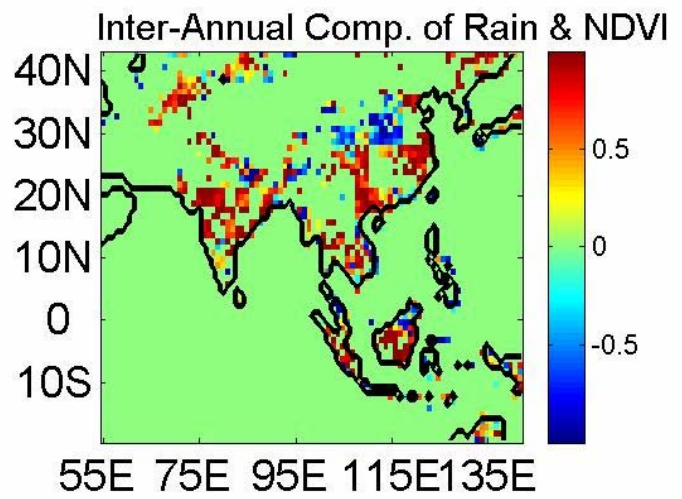 Inter-Annual Comp. of Rain & NDVI
40N
30N
20N
10N
0
10S
55E 75E 95E 115E135E
0.5
0
-0.5